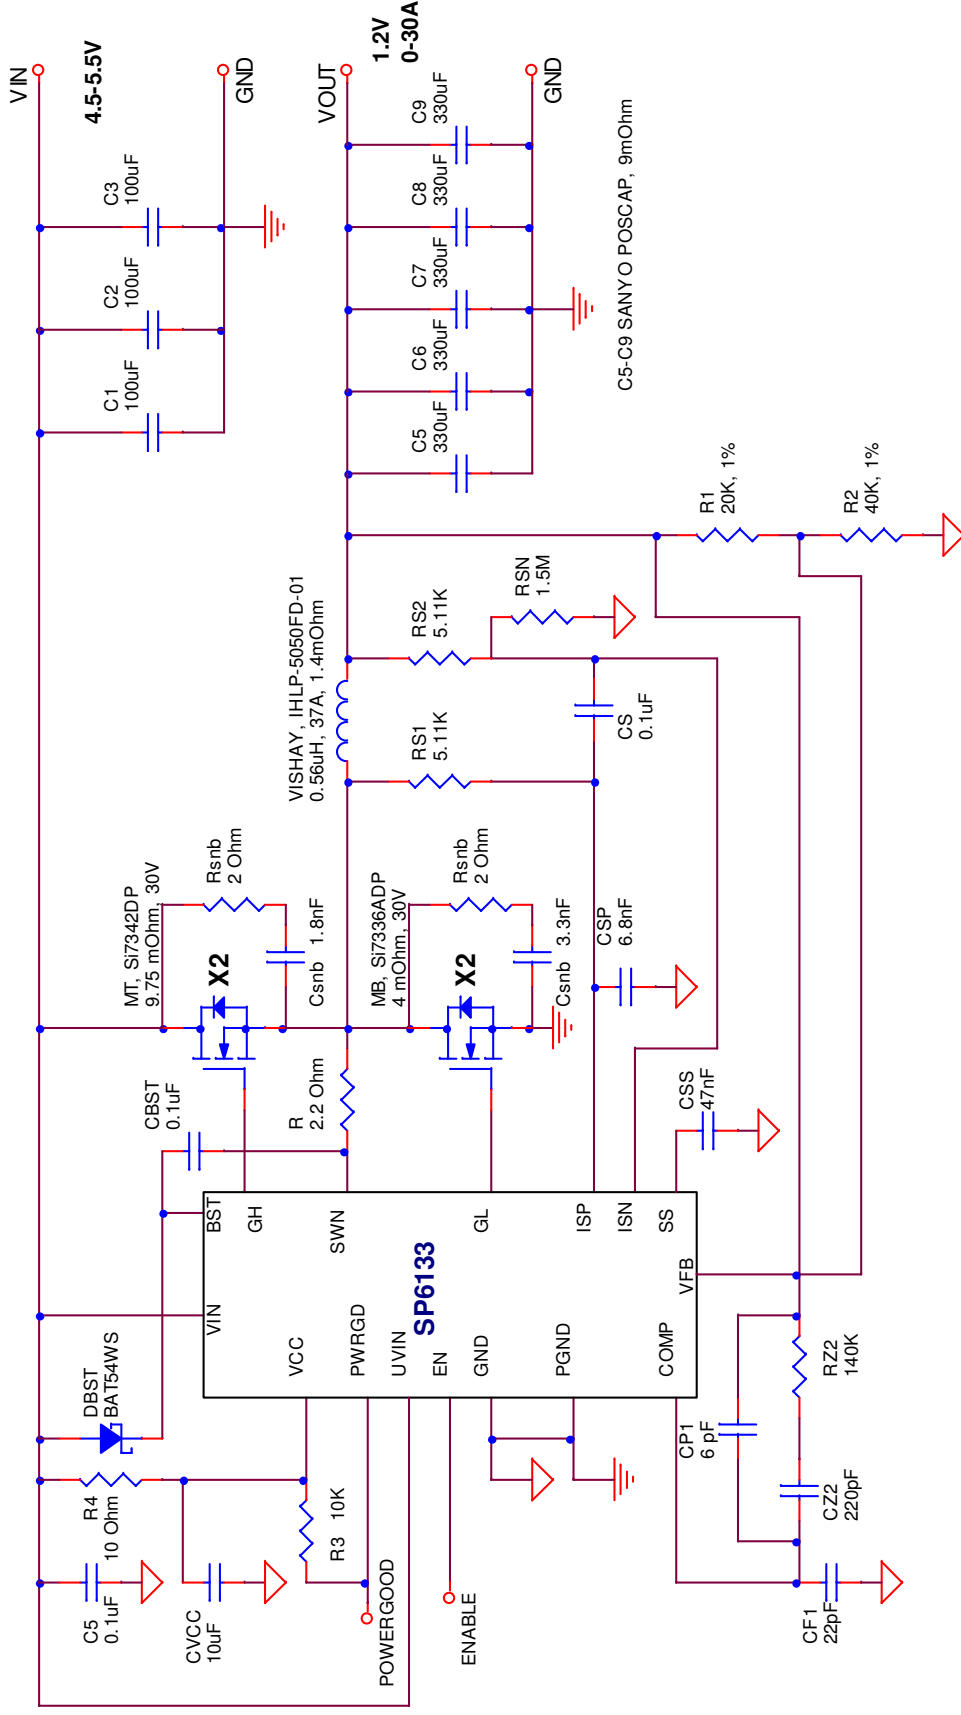 C5
0.1uF
R4
10 Ohm
DBST
BAT54WS
CVCC
10uF
R3 10K
POWERGOOD
ENABLE
VIN
BST
VCC
GH
PWRGD
SWN
UVIN
EN
SP6133
GND
GL
PGND
ISP
ISN
COMP
SS
VFB
CBST
0.1uF
R
2.2 Ohm
MT, Si7342DP
9.75 mOhm, 30V
X2
Rsnb
2 Ohm
Csnb 1.8nF
MB, Si7336ADP
4 mOhm, 30V
X2
Rsnb
2 Ohm
Csnb 3.3nF
CSP
6.8nF
CSS
47nF
VISHAY, IHLP-5050FD-01
0.56uH, 37A, 1.4mOhm
RS1
5.11K
RS2
5.11K
RSN
1.5M
CS
0.1uF
C1
100uF
C2
100uF
C3
100uF
VIN
4.5-5.5V
GND
VOUT
1.2V
0-30A
C5
330uF
C6
330uF
C7
330uF
C8
330uF
C9
330uF
GND
C5-C9 SANYO POSCAP, 9mOhm
R1
20K, 1%
R2
40K, 1%
CP1
6 pF
RZ2
140K
CZ2
220pF
CF1
22pF